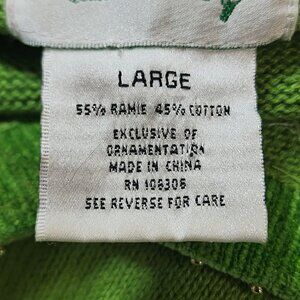 LARGE
55% RAMIE 45% COTTON
EXCLUSIVE OF
ORNAMENTATION
MADE IN CHINA
RN 106306
SEE REVERSE FOR CARE